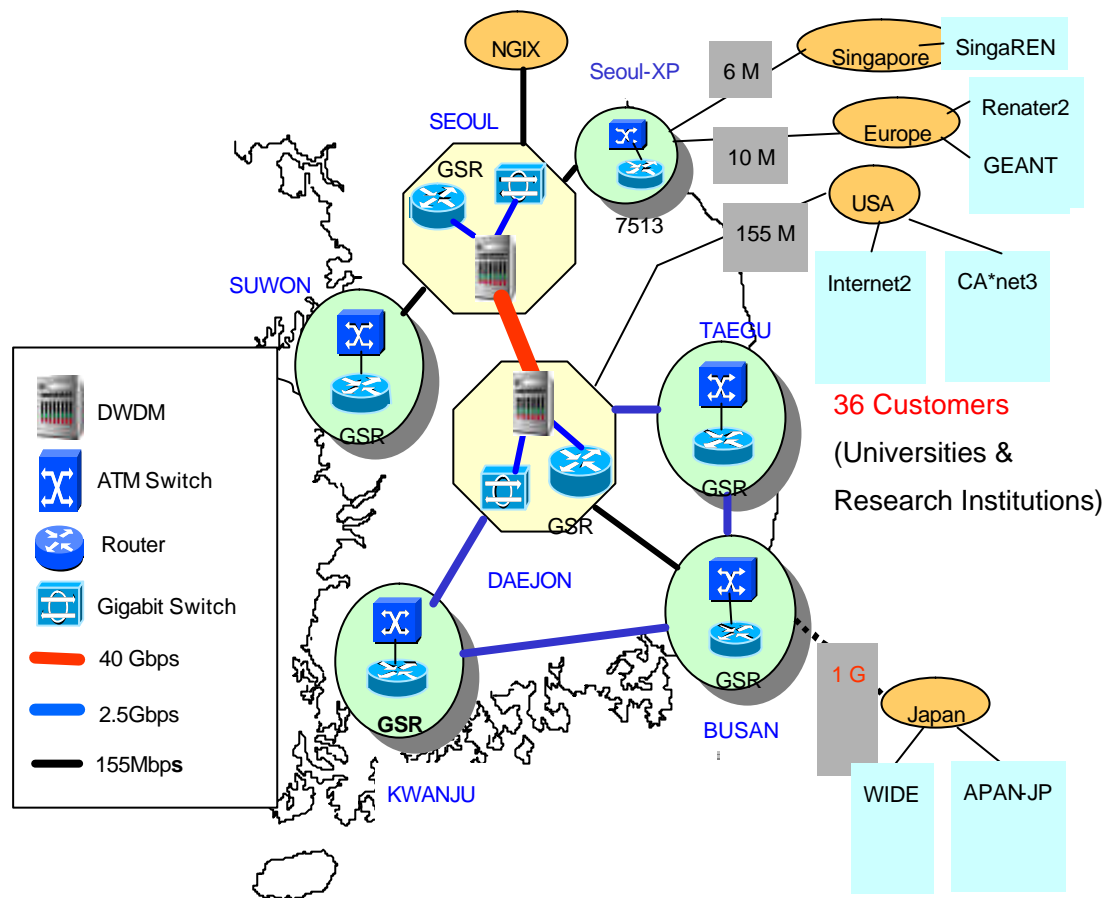 NGIX
Seoul-XP
6 M
Singapore
SingaREN
SEOUL
Renater2
Europe
10 M
GEANT
GSR
7513
USA
155 M
SUWON
Internet2
CA*net3
TAEGU
GSR
36 Customers
(Universities &
Research Institutions)
GSR
GSR
DAEJON
DWDM
ATM Switch
Router
Gigabit Switch
40 Gbps
2.5Gbps
155Mbps
GSR
KWANJU
GSR
BUSAN
1 G
Japan
WIDE
APAN-JP